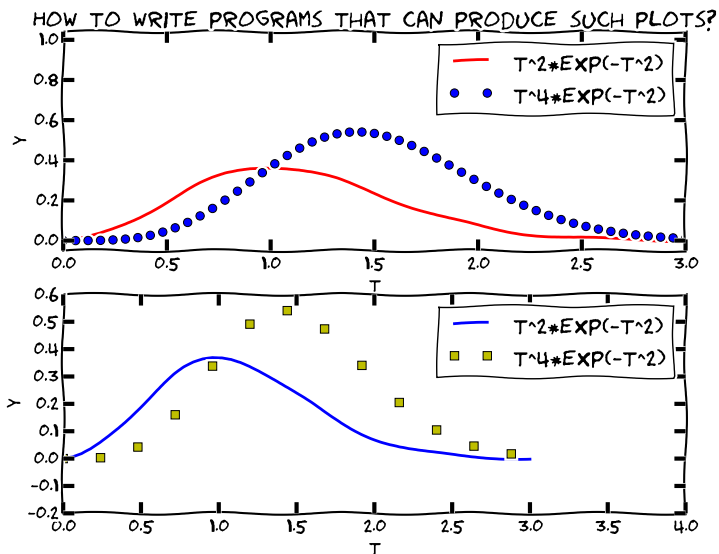 HOW TO WRITE PROGRAMS THAT CAN PRODUCE SUCH PLOTS?
1.0
0.8
0.6
0.4
0.2
0.0
Y
T^2*EXP(-T^2)
T^4*EXP(-T^2)
0.0 0.5 1.0 1.5 2.0 2.5 3.0
T
0.6
0.5
0.4
0.3
0.2
0.1
0.0
-0.1
-0.2
Y
T^2*EXP(-T^2)
T^4*EXP(-T^2)
0.0 0.5 1.0 1.5 2.0 2.5 3.0 3.5 4.0
T